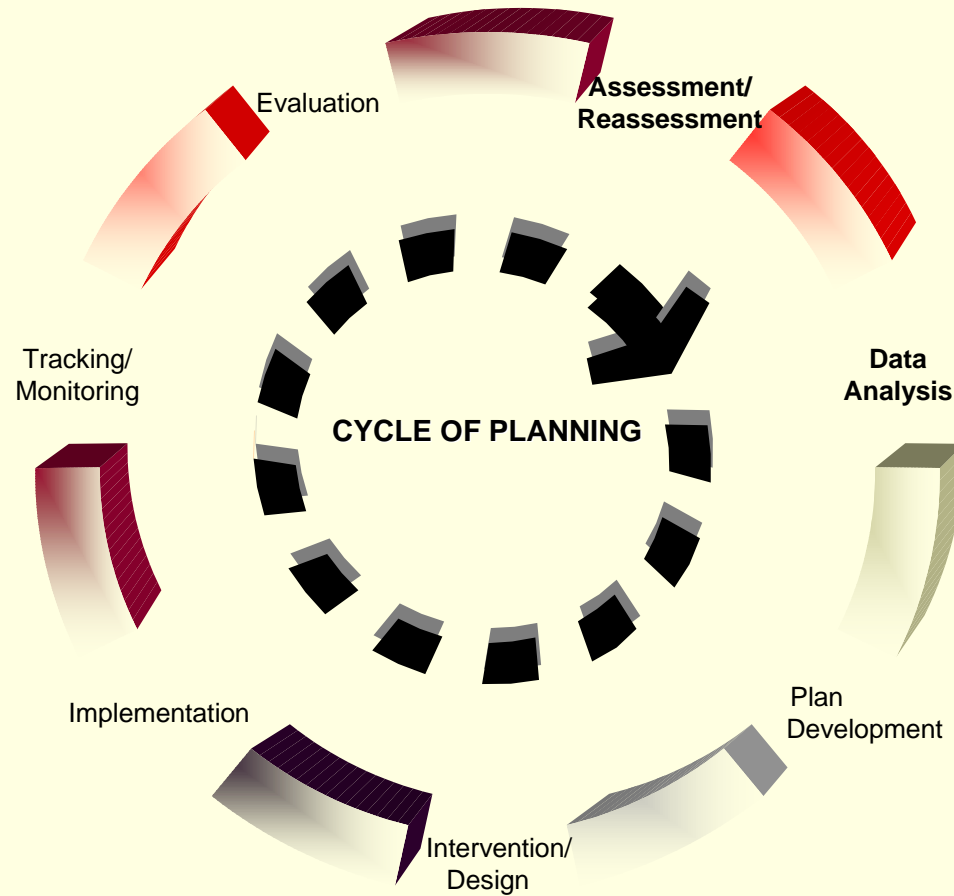 Evaluation
Assessment/
Reassessment
Tracking/
Monitoring
Data
Analysis
CYCLE OF PLANNING
Implementation
Plan
Development
Intervention/
Design